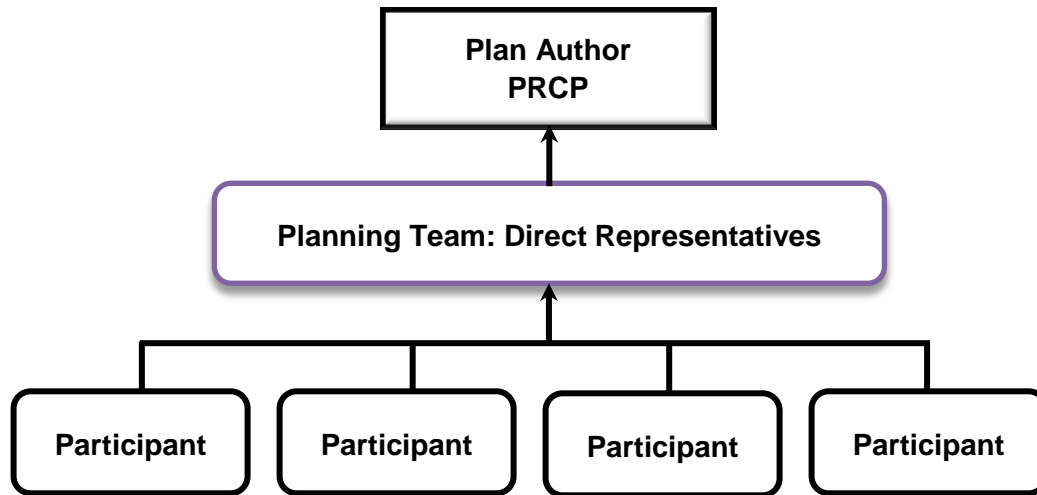 Plan Author
PRCP
Planning Team: Direct Representatives
Participant
Participant
Participant
Participant